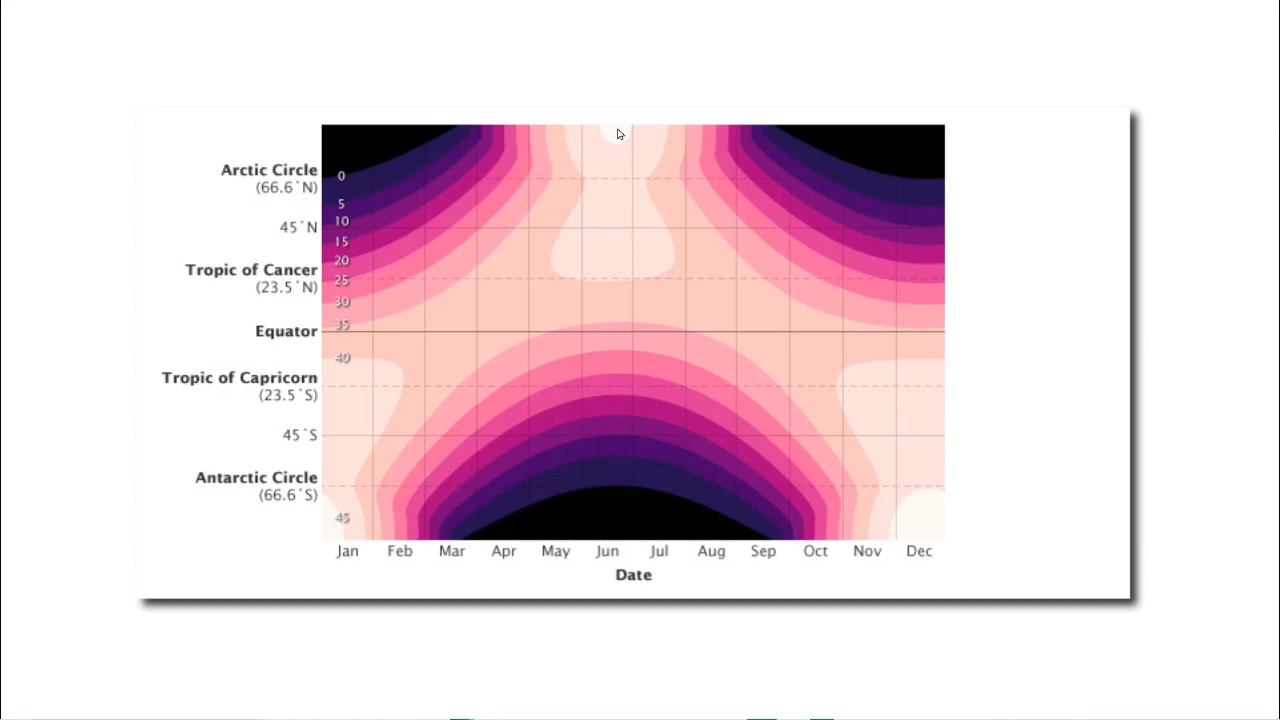 Arctic Circle
(66.6˚N)
45˚N
Tropic of Cancer
(23.5˚N)
Equator
Tropic of Capricorn
(23.5˚S)
45˚S
Antarctic Circle
(66.6˚S)
0
5
10
15
20
25
30
35
40
45
Jan Feb Mar Apr May Jun Jul Aug Sep Oct Nov Dec
Date